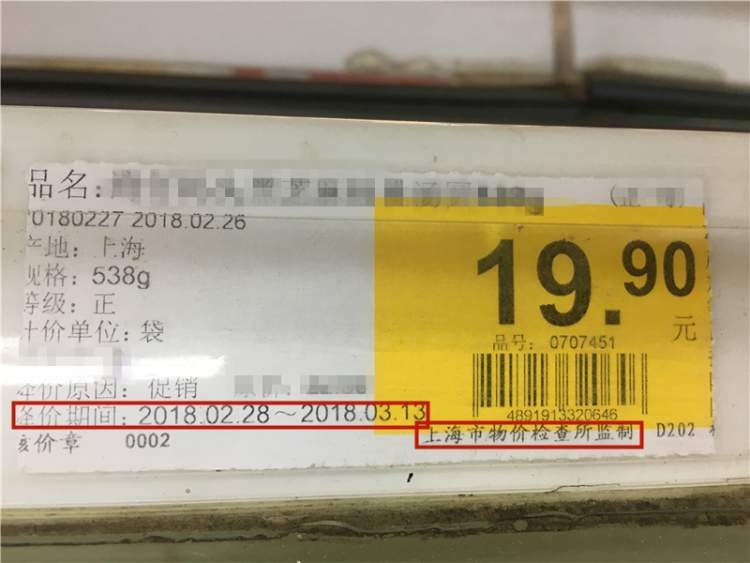 品名:
0180227 2018.02.26
产地: 上海
规格: 538g
等级: 正
计价单位: 袋
降价原因: 促销
降价期间: 2018.02.28～2018.03.13
核价章 0002
19.90
元
品号: 0707451
4891913320646
上海市物价检查所监制 D202